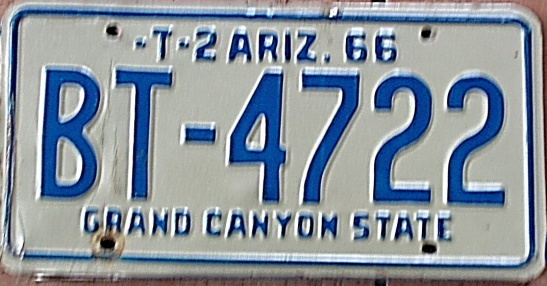 -T-2 ARIZ. 66
BT-4722
GRAND CANYON STATE